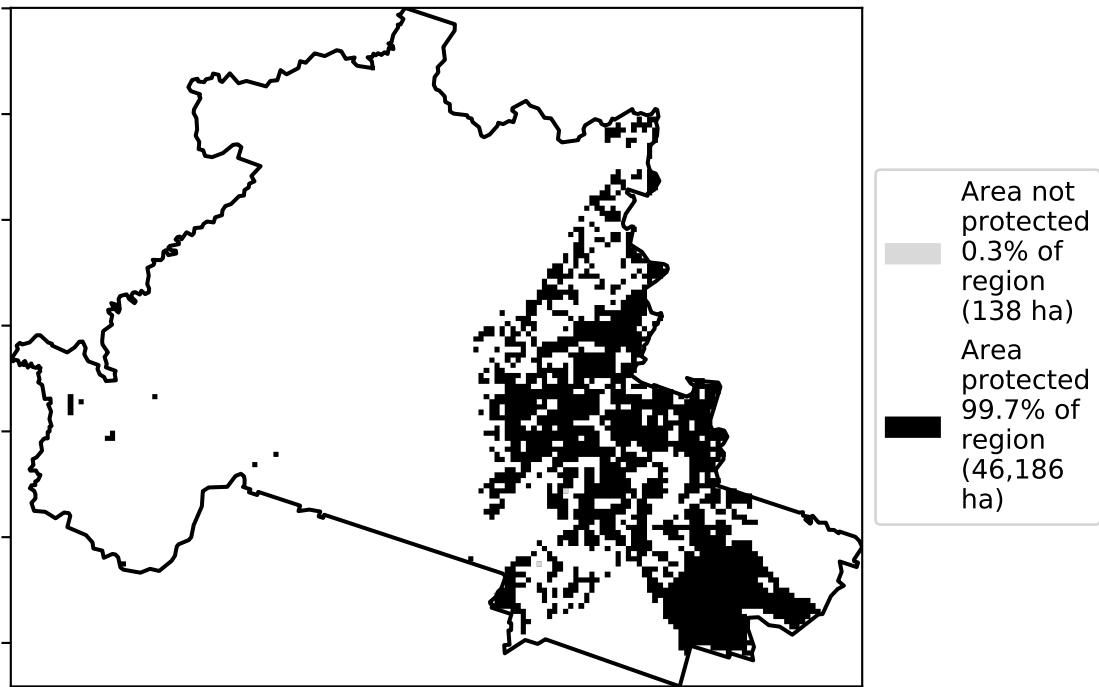 Area not
protected
0.3% of
region
(138 ha)
Area
protected
99.7% of
region
(46,186
ha)